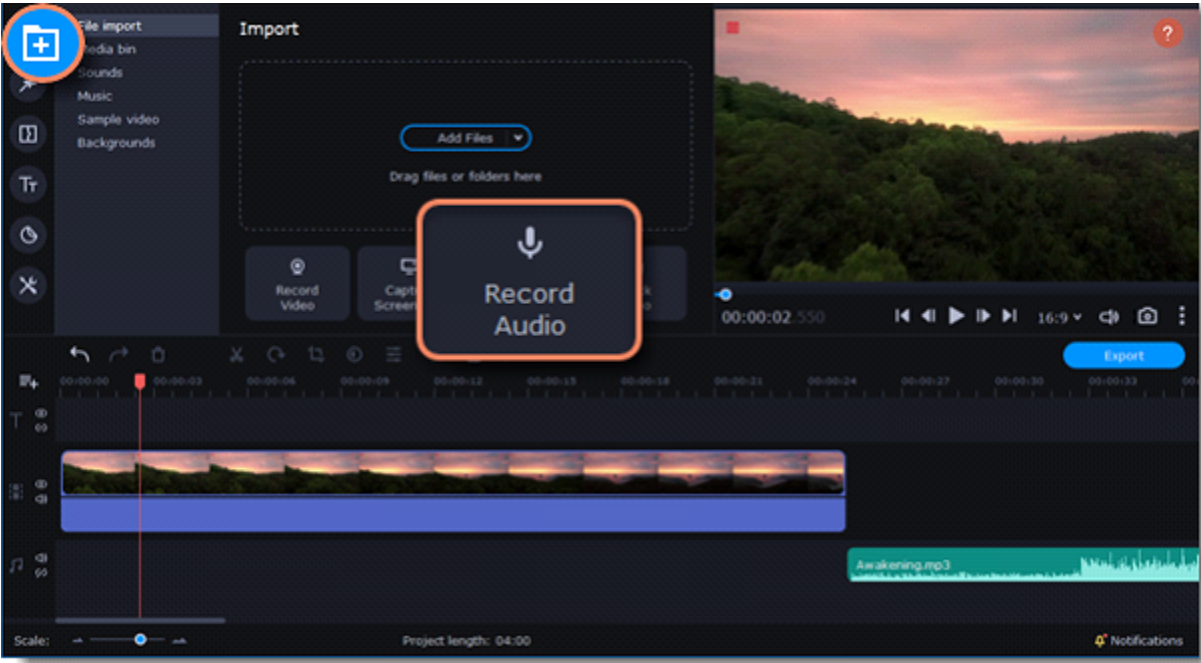 File import
Media bin
Sounds
Music
Sample video
Backgrounds
Import
Add Files
Drag files or folders here
Record
Video
Record
Audio
?
00:00:02.550
16:9
Export
00:00:00
00:00:03
00:00:06
00:00:09
00:00:12
00:00:15
00:00:18
00:00:21
00:00:24
00:00:27
00:00:30
00:00:33
Awakening.mp3
Scale:
Project length: 04:00
Notifications